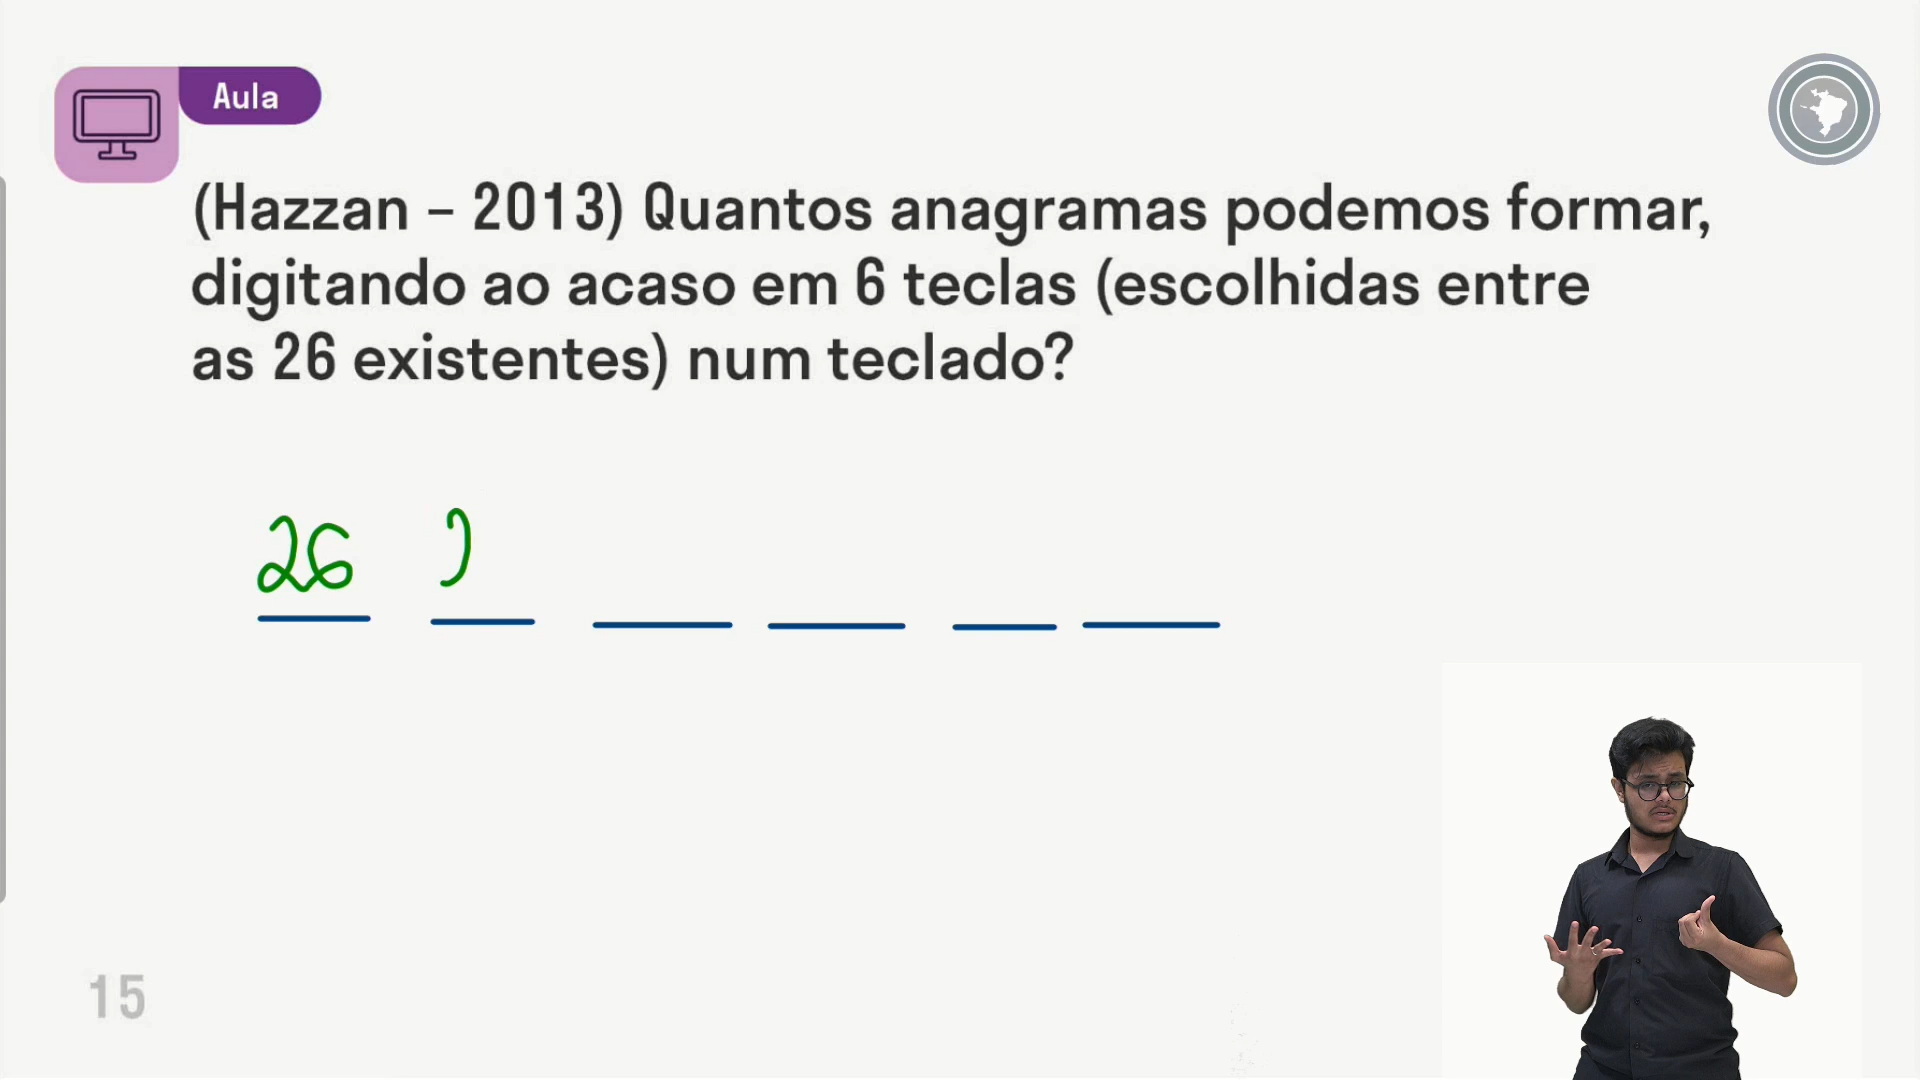 Aula
(Hazzan – 2013) Quantos anagramas podemos formar,
digitando ao acaso em 6 teclas (escolhidas entre
as 26 existentes) num teclado?
26
15